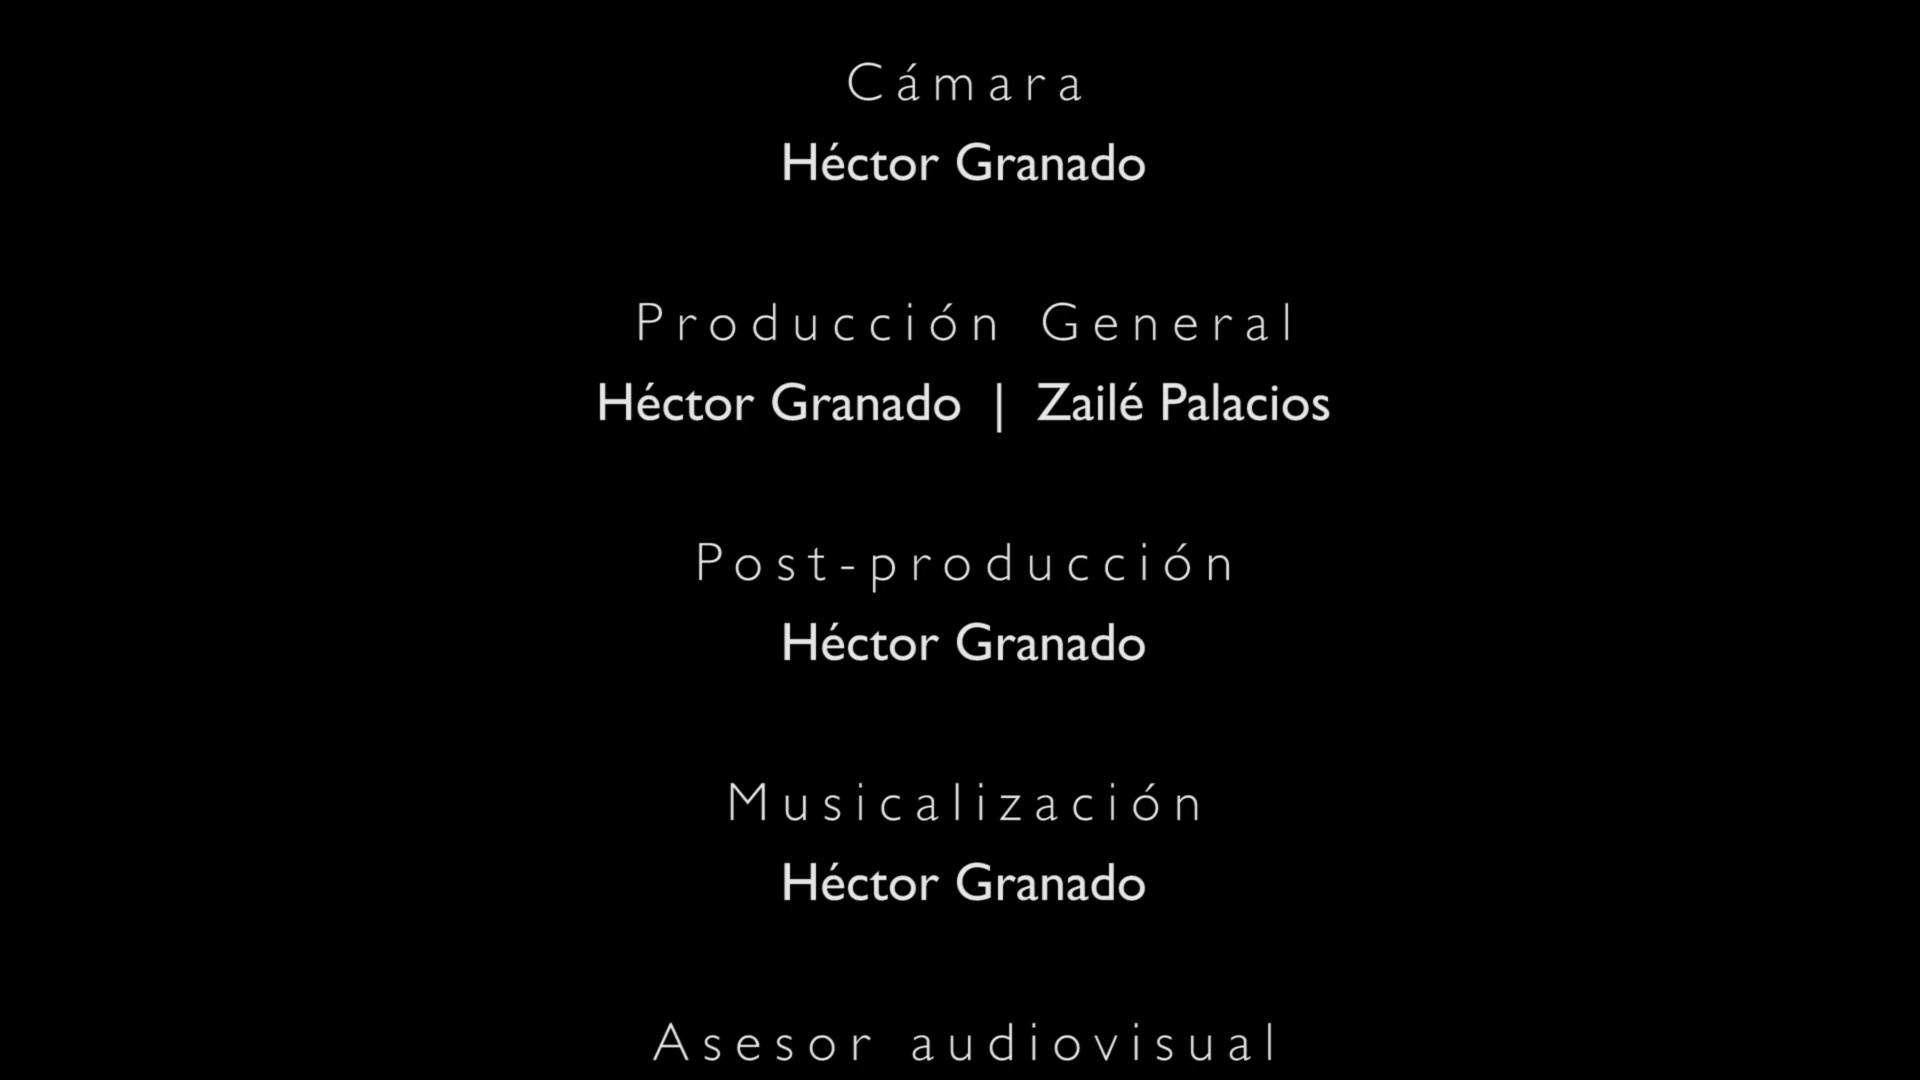 Cámara
Héctor Granado
Producción General
Héctor Granado | Zailé Palacios
Post-producción
Héctor Granado
Musicalización
Héctor Granado
Asesor audiovisual